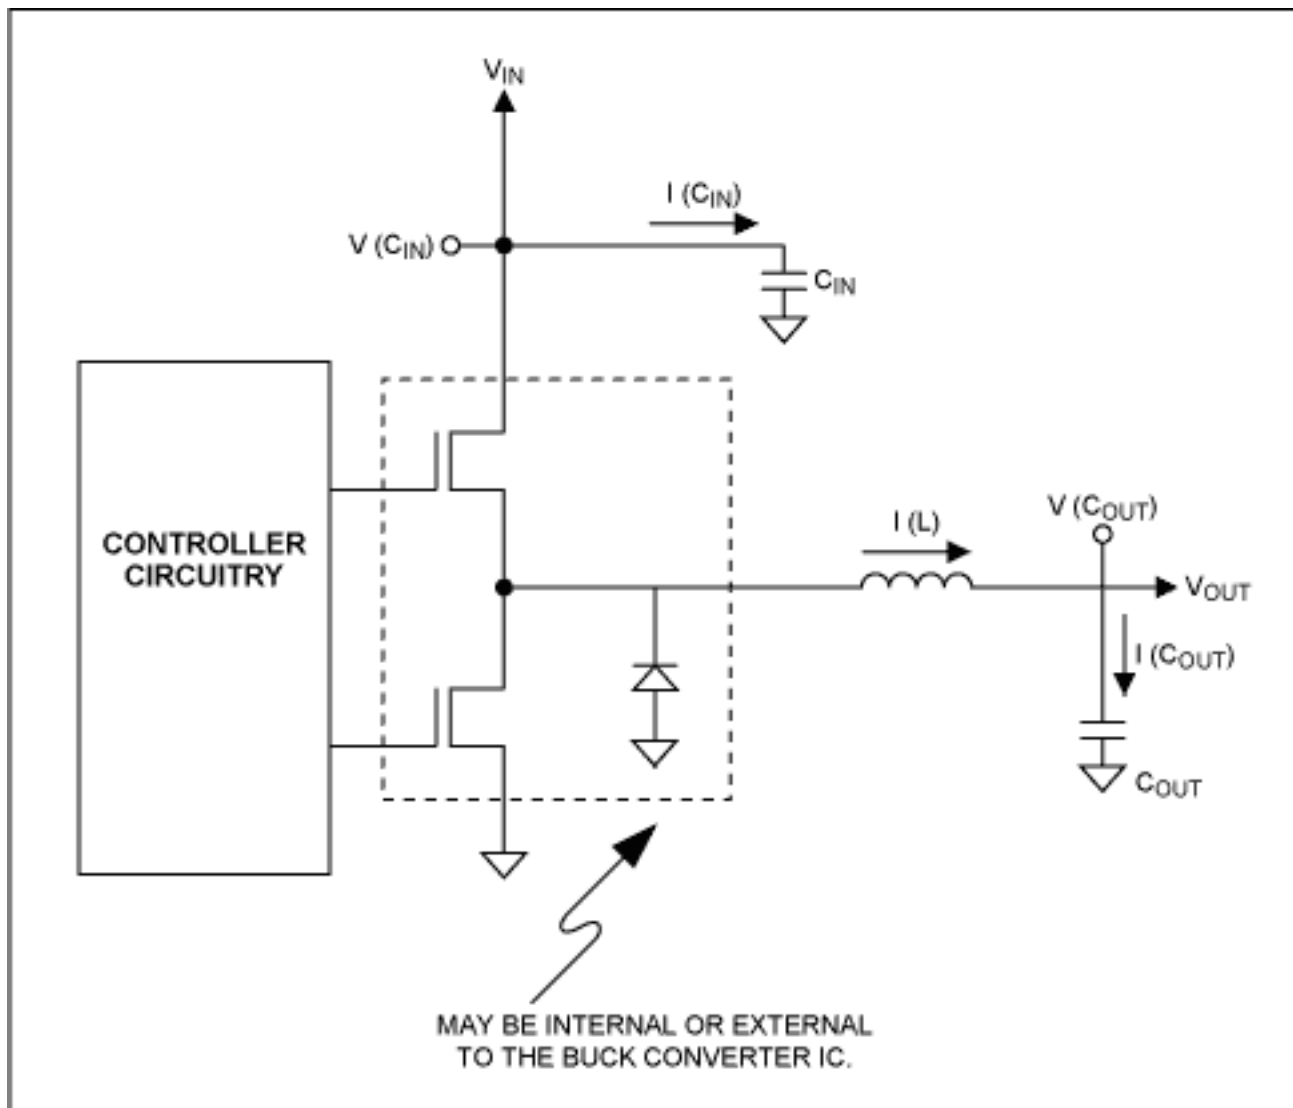 VIN
I (CIN)
V (CIN)
CIN
CONTROLLER
CIRCUITRY
I (L)
V (COUT)
VOUT
I (COUT)
COUT
MAY BE INTERNAL OR EXTERNAL
TO THE BUCK CONVERTER IC.